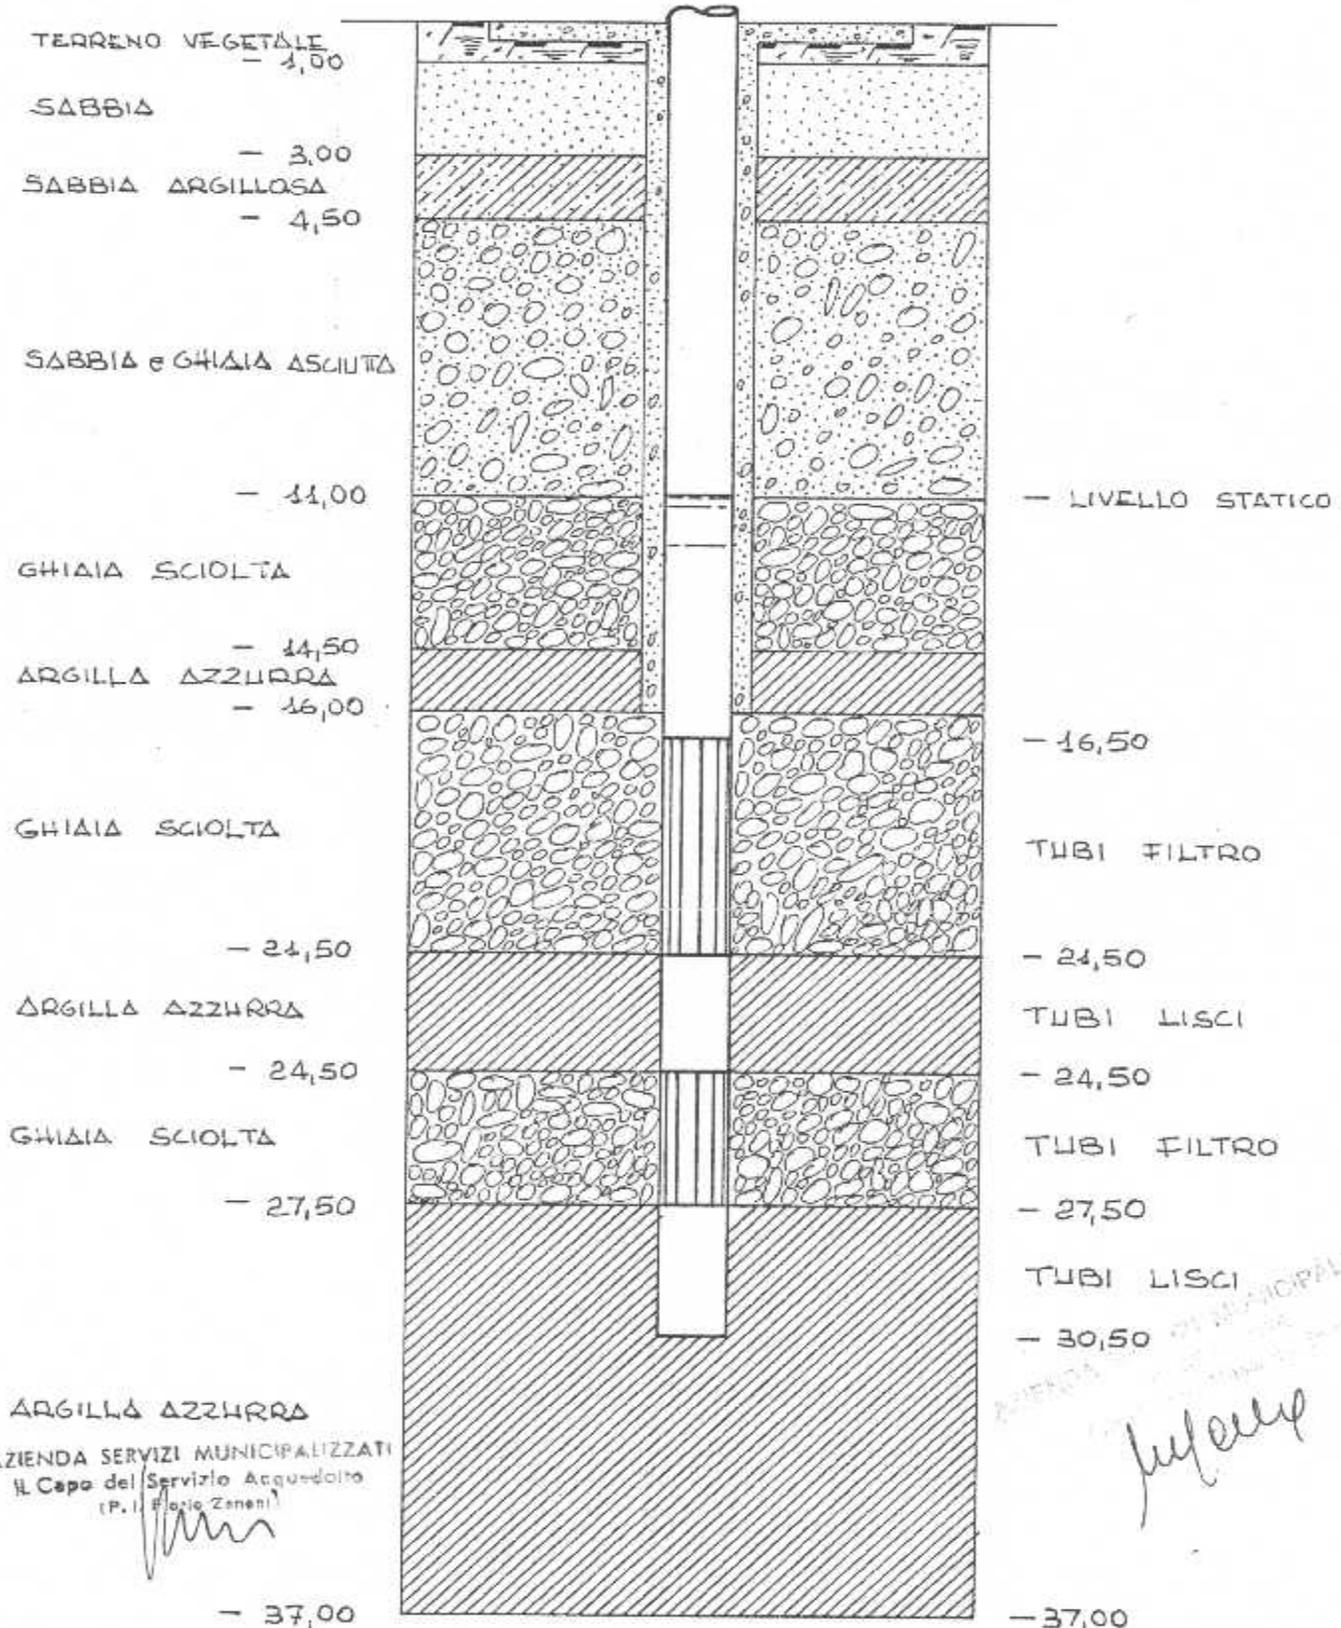 TERRENO VEGETALE
- 1,00
SABBIA
- 3,00
SABBIA ARGILLOSA
- 4,50
SABBIA e GHIAIA ASCIUTTA
- 11,00
- LIVELLO STATICO
GHIAIA SCIOLTA
- 14,50
ARGILLA AZZURRA
- 16,00
- 16,50
GHIAIA SCIOLTA
TUBI FILTRO
- 21,50
- 21,50
ARGILLA AZZURRA
TUBI LISCI
- 24,50
- 24,50
GHIAIA SCIOLTA
TUBI FILTRO
- 27,50
- 27,50
TUBI LISCI
- 30,50
AZIENDA MUNICIPAL
ARGILLA AZZURRA
AZIENDA SERVIZI MUNICIPALIZZATI
IL Capo del Servizio Acquedotto
(P. I. Zeneni)
- 37,00
- 37,00